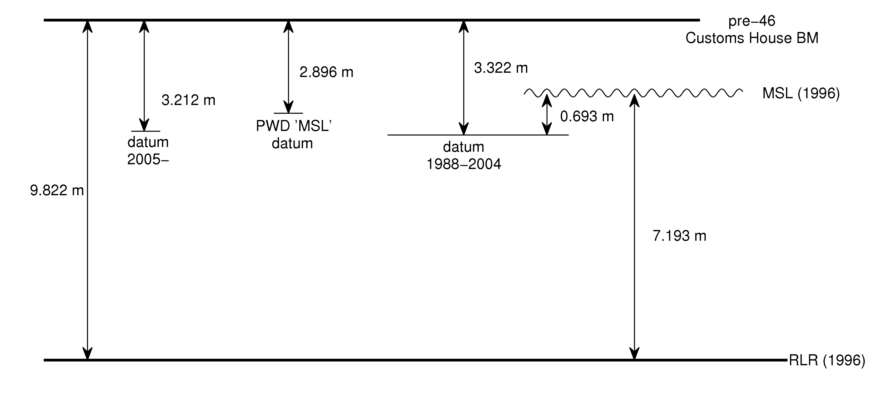 pre−46
Customs House BM
3.322 m
2.896 m
MSL (1996)
3.212 m
0.693 m
PWD 'MSL'
datum
datum
2005−
datum
1988−2004
9.822 m
7.193 m
RLR (1996)